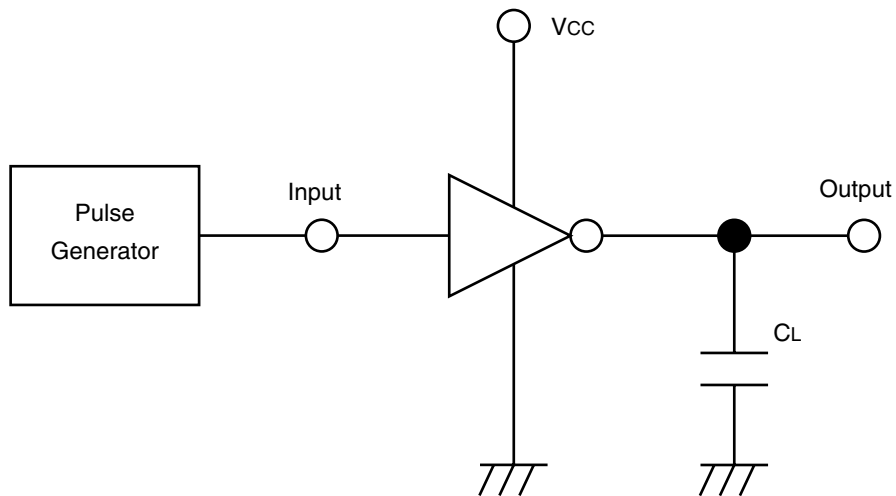 VCC
Input
Output
Pulse
Generator
CL